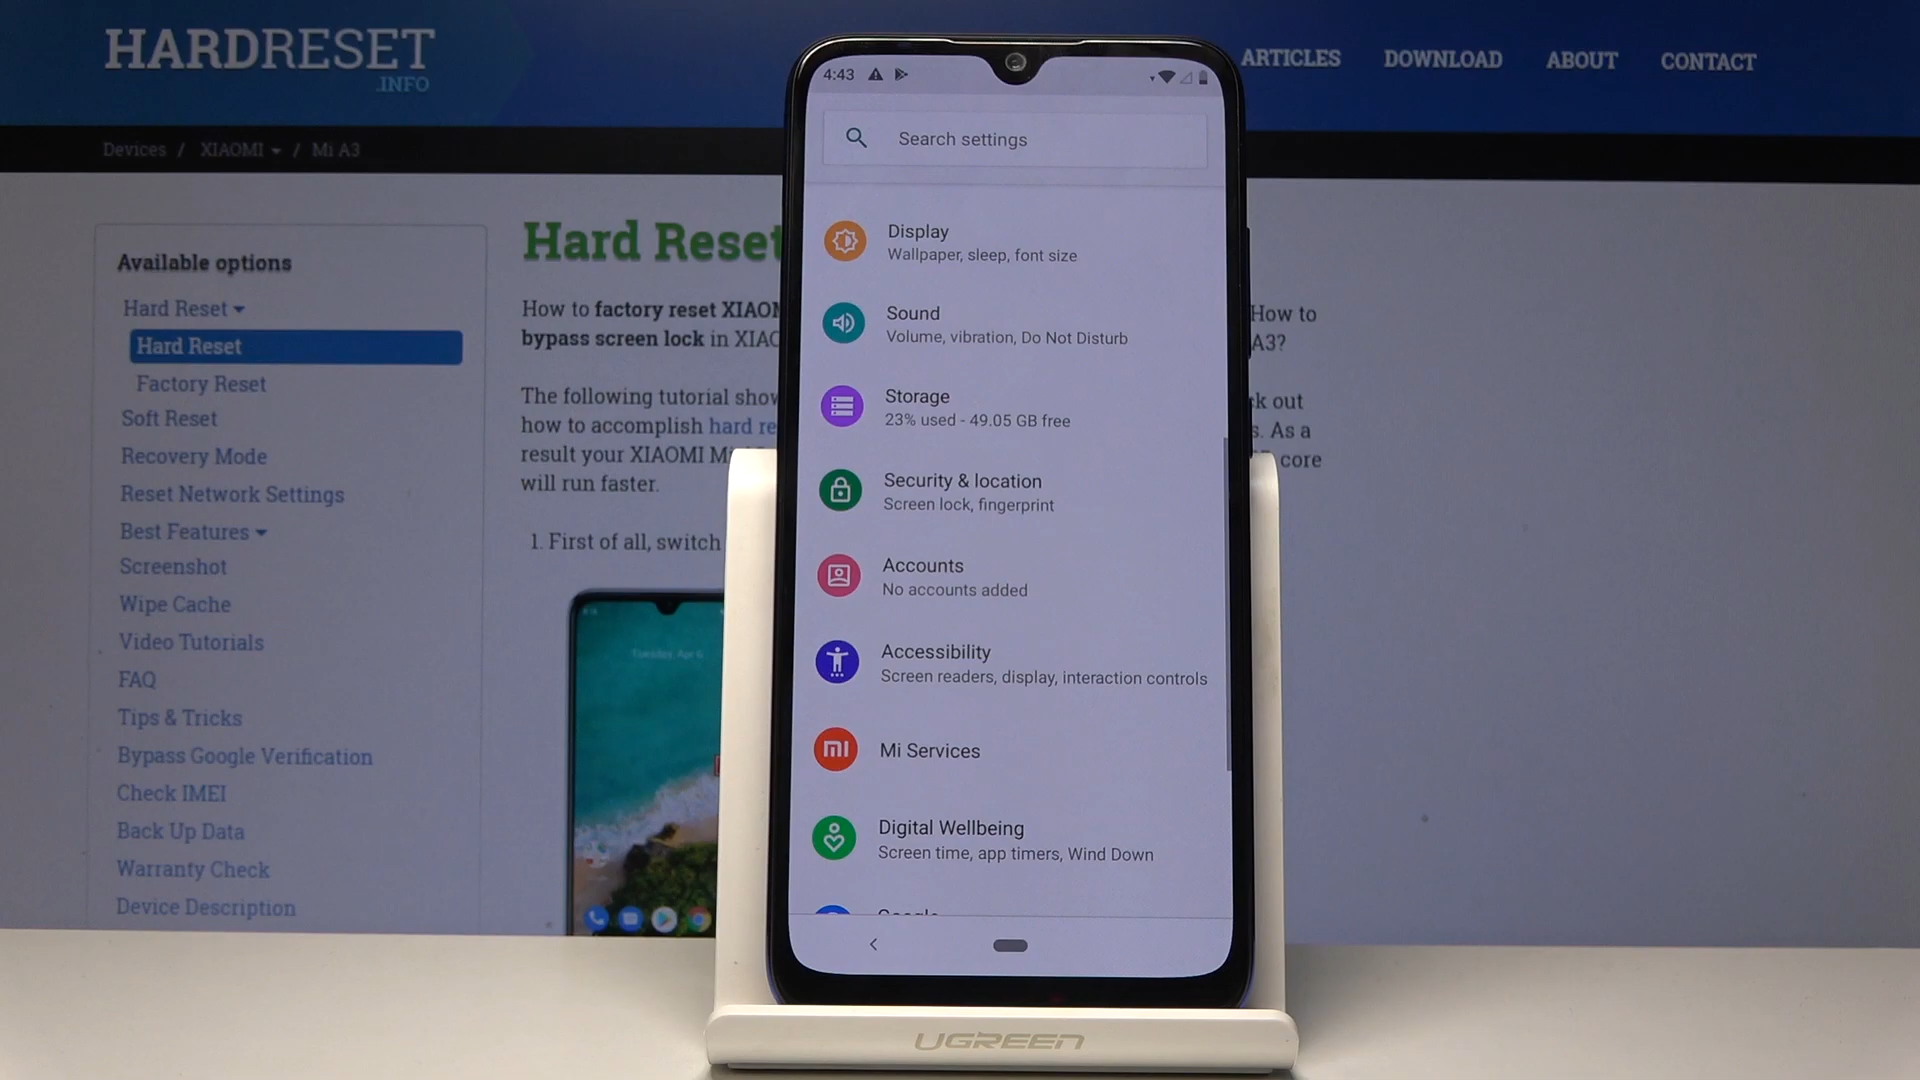 HARDRESET
.INFO
ARTICLES DOWNLOAD ABOUT CONTACT
Devices / XIAOMI / Mi A3
Available options
Hard Reset
Hard Reset
Factory Reset
Soft Reset
Recovery Mode
Reset Network Settings
Best Features
Screenshot
Wipe Cache
Video Tutorials
FAQ
Tips & Tricks
Bypass Google Verification
Check IMEI
Back Up Data
Warranty Check
Device Description
Hard Reset
How to factory reset XIAOM
How to
bypass screen lock in XIAO
A3?
The following tutorial show
ck out
how to accomplish hard re
s. As a
result your XIAOMI M
core
will run faster.
1. First of all, switch
Tuesday, Apr 6
4:43
Search settings
Display
Wallpaper, sleep, font size
Sound
Volume, vibration, Do Not Disturb
Storage
23% used - 49.05 GB free
Security & location
Screen lock, fingerprint
Accounts
No accounts added
Accessibility
Screen readers, display, interaction controls
mi Mi Services
Digital Wellbeing
Screen time, app timers, Wind Down
Google
UGREEN